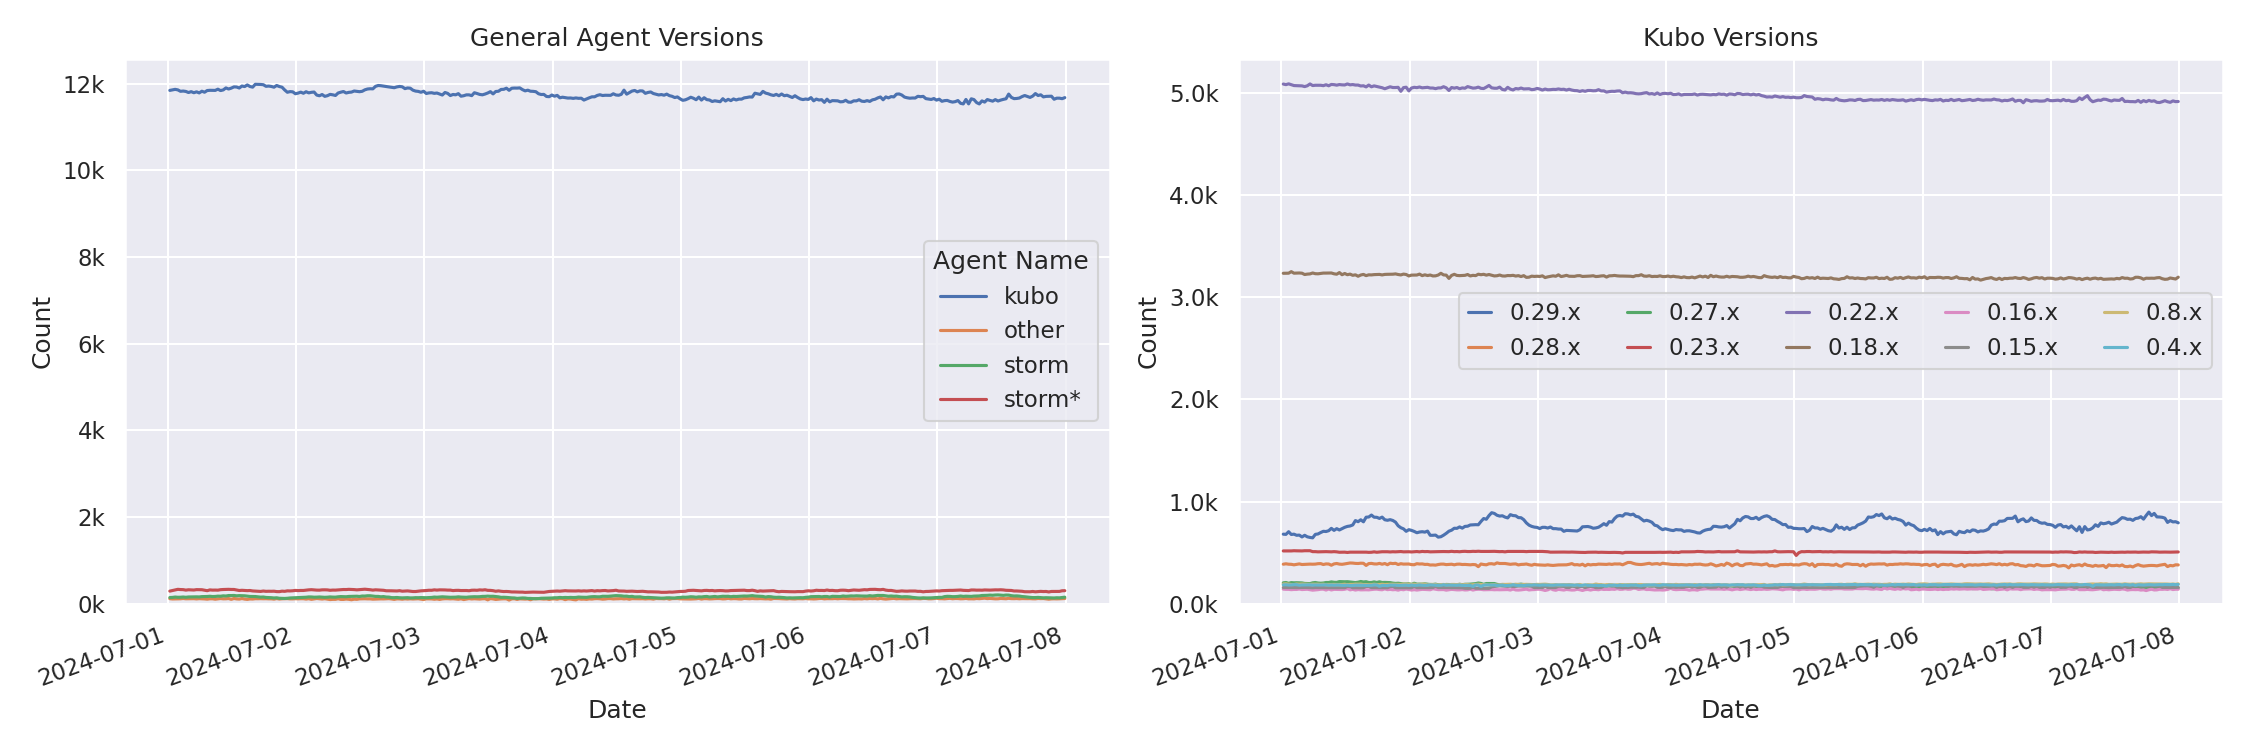 General Agent Versions
12k
10k
8k
6k
4k
2k
0k
Count
Agent Name
kubo
other
storm
storm*
2024-07-01
2024-07-02
2024-07-03
2024-07-04
2024-07-05
2024-07-06
2024-07-07
2024-07-08
Date
Kubo Versions
5.0k
4.0k
3.0k
2.0k
1.0k
0.0k
Count
0.29.x 0.27.x 0.22.x 0.16.x 0.8.x
0.28.x 0.23.x 0.18.x 0.15.x 0.4.x
2024-07-01
2024-07-02
2024-07-03
2024-07-04
2024-07-05
2024-07-06
2024-07-07
2024-07-08
Date